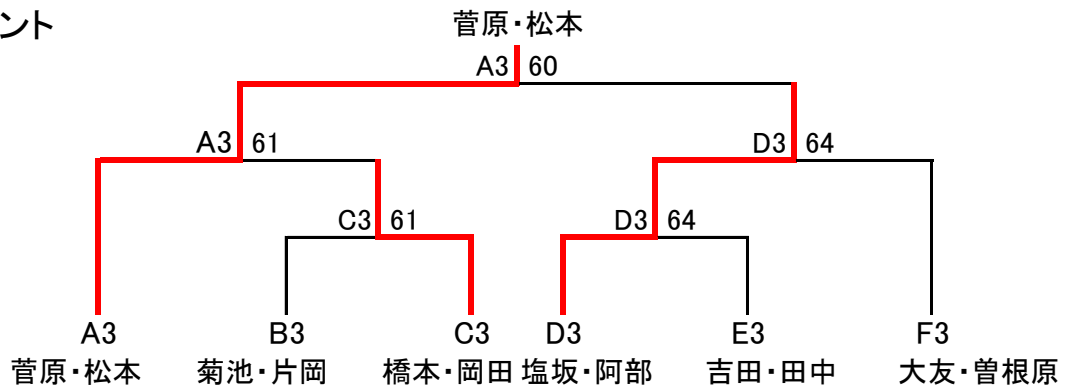 ント
菅原・松本
A3 60
A3 61
D3 64
C3 61
D3 64
A3 B3 C3 D3 E3 F3
菅原・松本 菊池・片岡 橋本・岡田 塩坂・阿部 吉田・田中 大友・曽根原